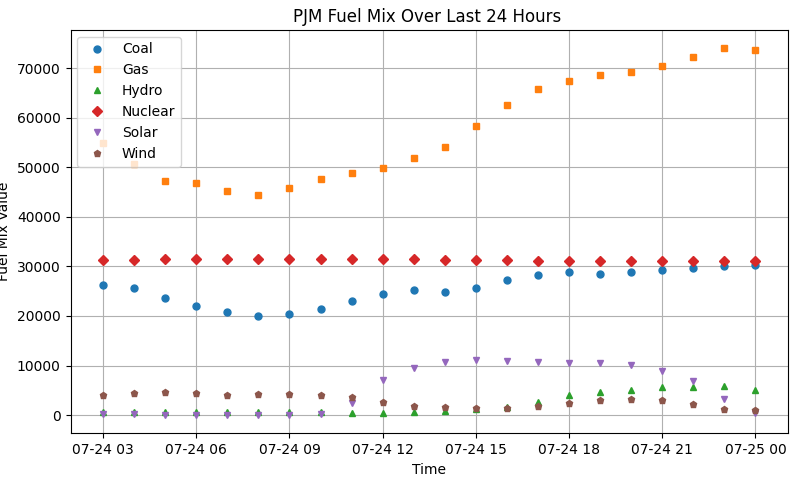 PJM Fuel Mix Over Last 24 Hours
Coal
Gas
Hydro
Nuclear
Solar
Wind
70000
60000
50000
40000
30000
20000
10000
0
Fuel Mix Value
07-24 03 07-24 06 07-24 09 07-24 12 07-24 15 07-24 18 07-24 21 07-25 00
Time